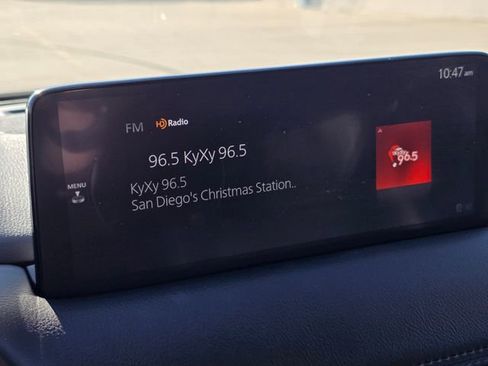 10:47 am
FM HD Radio
96.5 KyXy 96.5
MENU
KyXy 96.5
San Diego's Christmas Station..
96.5